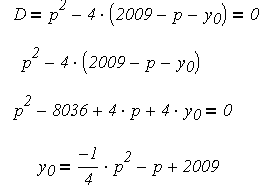 D = p² − 4 · (2009 − p − y₀) = 0
p² − 4 · (2009 − p − y₀)
p² − 8036 + 4 · p + 4 · y₀ = 0
y₀ = −1/4 · p² − p + 2009